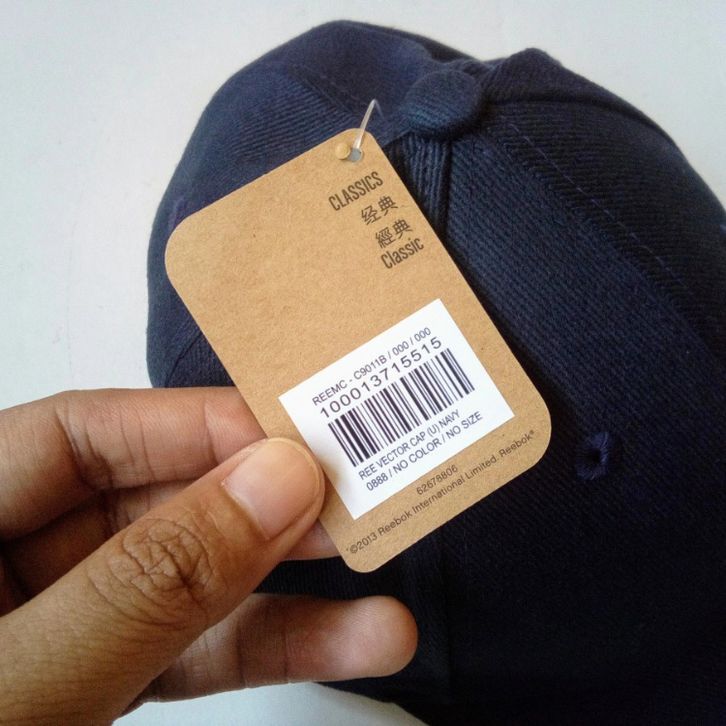 CLASSICS
经典
經典
Classic
REEMC - C9011B / 000 / 000
100013715515
REE VECTOR CAP (U) NAVY
0888 / NO COLOR / NO SIZE
62678806
©2013 Reebok International Limited. Reebok®